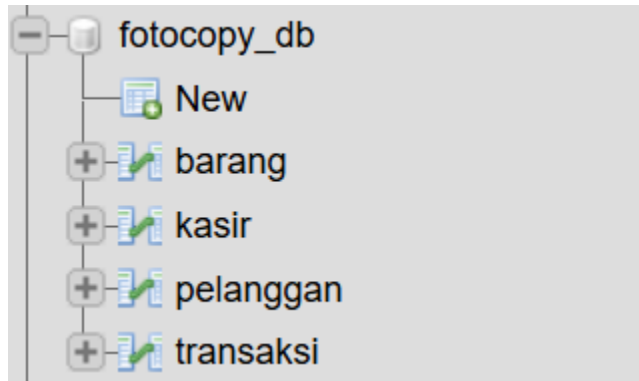 fotocopy_db
New
barang
kasir
pelanggan
transaksi